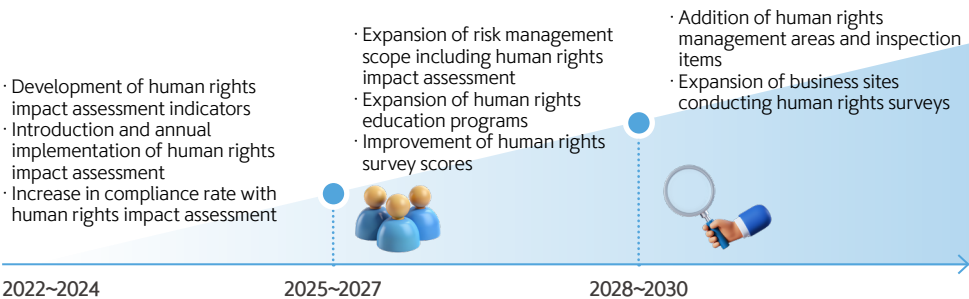 · Development of human rights
impact assessment indicators
· Introduction and annual
implementation of human rights
impact assessment
· Increase in compliance rate with
human rights impact assessment
· Expansion of risk management
scope including human rights
impact assessment
· Expansion of human rights
education programs
· Improvement of human rights
survey scores
· Addition of human rights
management areas and inspection
items
· Expansion of business sites
conducting human rights surveys
2022~2024
2025~2027
2028~2030